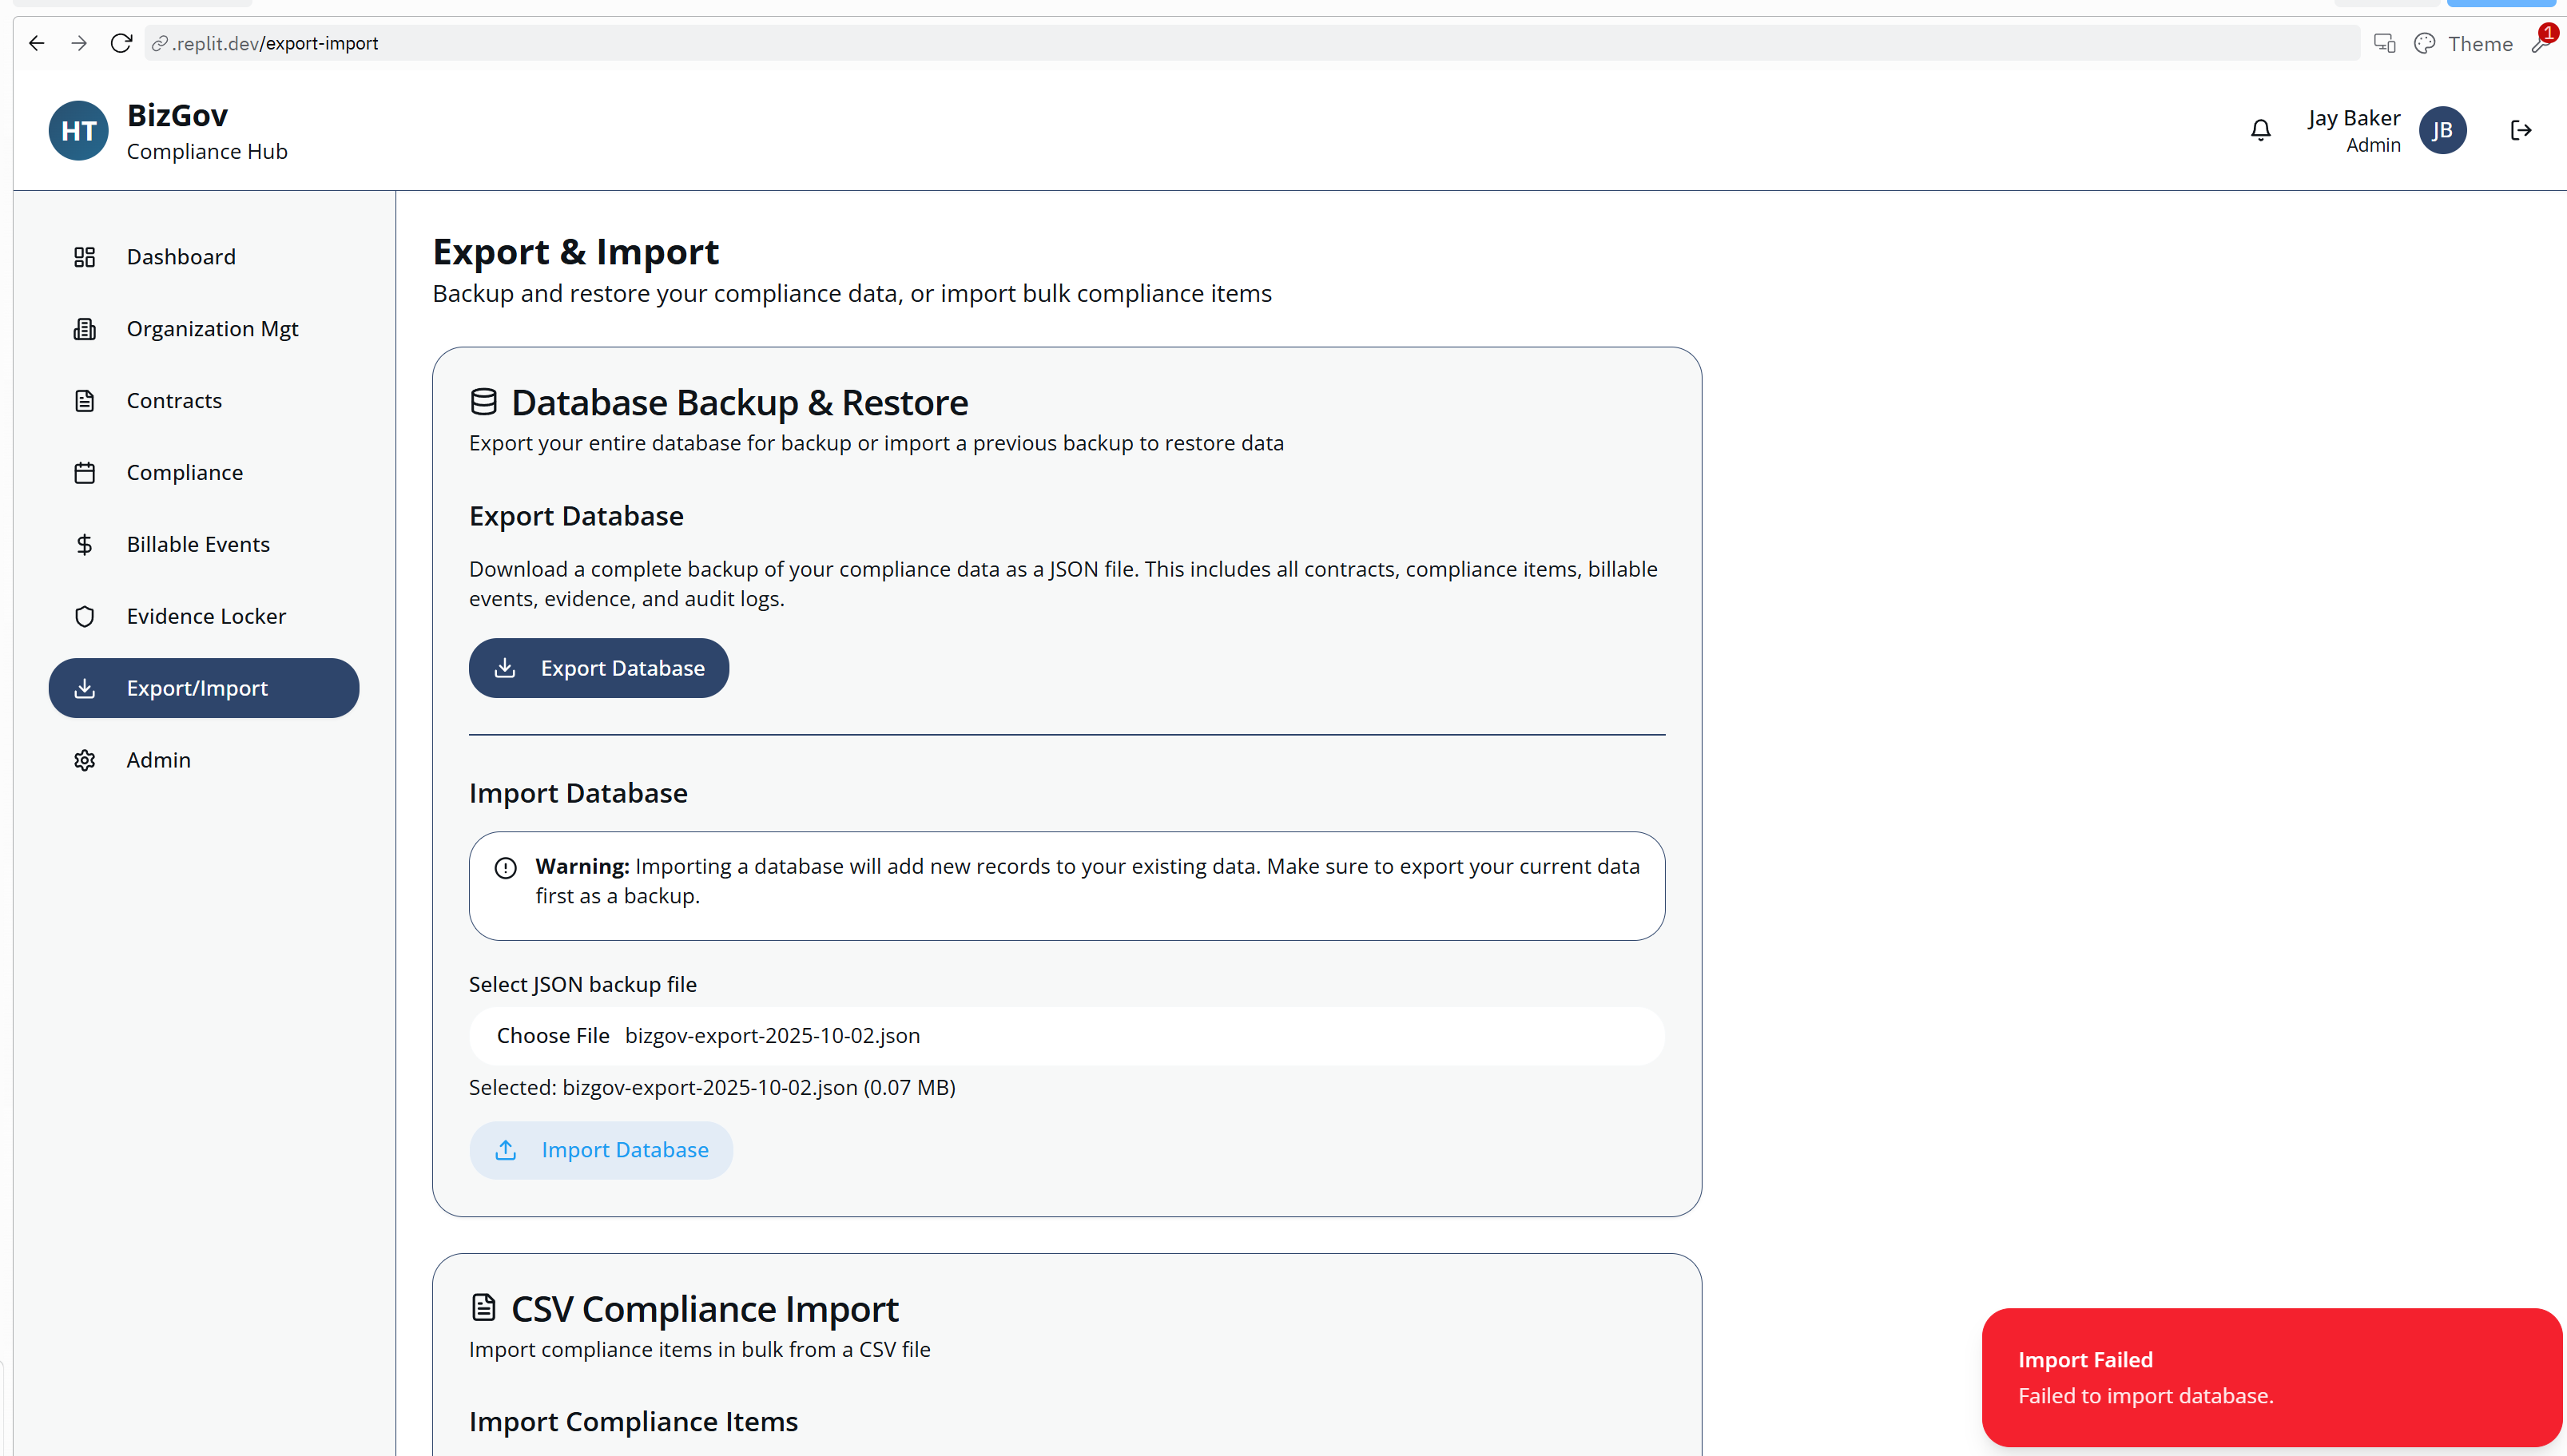 .replit.dev/export-import
Theme
1
HT
BizGov
Compliance Hub
Jay Baker
Admin
JB
Dashboard
Organization Mgt
Contracts
Compliance
Billable Events
Evidence Locker
Export/Import
Admin
Export & Import
Backup and restore your compliance data, or import bulk compliance items
Database Backup & Restore
Export your entire database for backup or import a previous backup to restore data
Export Database
Download a complete backup of your compliance data as a JSON file. This includes all contracts, compliance items, billable
events, evidence, and audit logs.
Export Database
Import Database
Warning: Importing a database will add new records to your existing data. Make sure to export your current data
first as a backup.
Select JSON backup file
Choose File bizgov-export-2025-10-02.json
Selected: bizgov-export-2025-10-02.json (0.07 MB)
Import Database
CSV Compliance Import
Import compliance items in bulk from a CSV file
Import Compliance Items
Import Failed
Failed to import database.